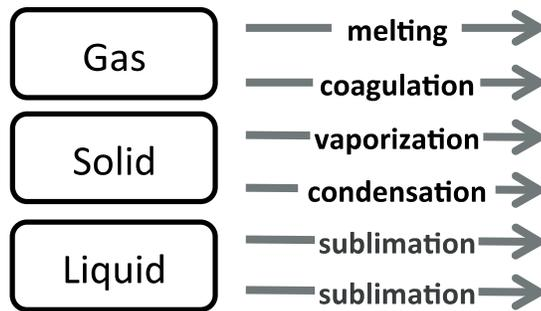 Gas
Solid
Liquid
melting
coagulation
vaporization
condensation
sublimation
sublimation